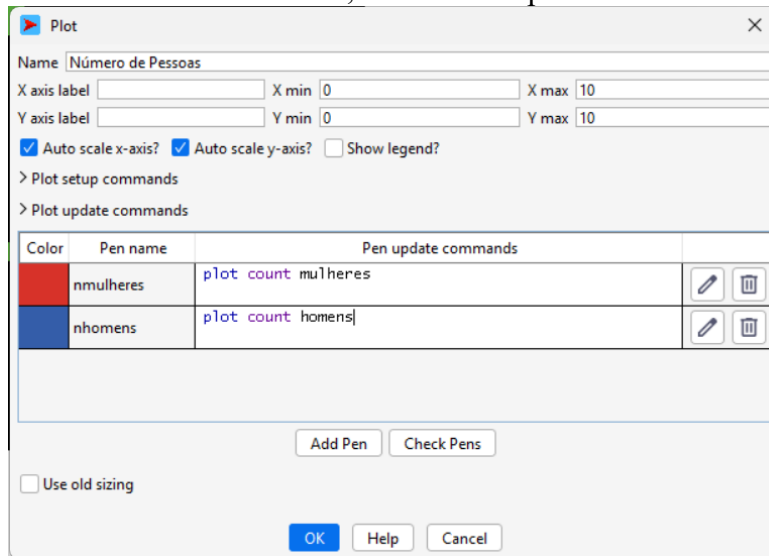 Plot
Name Número de Pessoas
X axis label X min 0 X max 10
Y axis label Y min 0 Y max 10
Auto scale x-axis? Auto scale y-axis? Show legend?
> Plot setup commands
> Plot update commands
Color Pen name Pen update commands
nmulheres plot count mulheres
nhomens plot count homens
Add Pen Check Pens
Use old sizing
OK Help Cancel